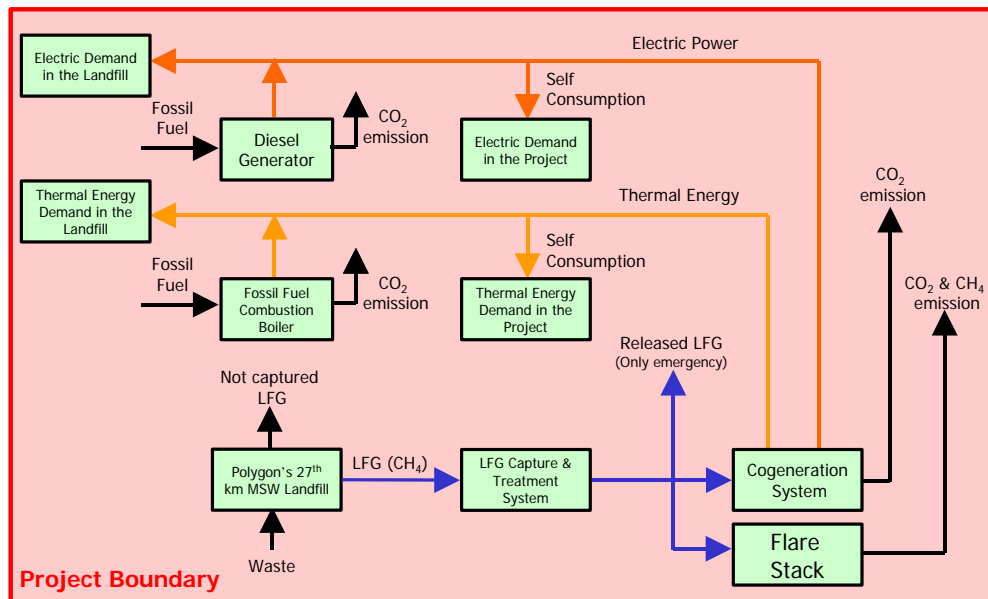 Electric Power
Electric Demand
in the Landfill
Self
Consumption
Fossil
Fuel
CO₂
emission
Diesel
Generator
Electric Demand
in the Project
CO₂
emission
Thermal Energy
Demand in the
Landfill
Thermal Energy
Self
Consumption
Fossil
Fuel
CO₂
emission
Fossil Fuel
Combustion
Boiler
Thermal Energy
Demand in the
Project
CO₂ & CH₄
emission
Released LFG
(Only emergency)
Not captured
LFG
Polygon's 27th
km MSW Landfill
LFG (CH₄)
LFG Capture &
Treatment
System
Cogeneration
System
Flare
Stack
Waste
Project Boundary